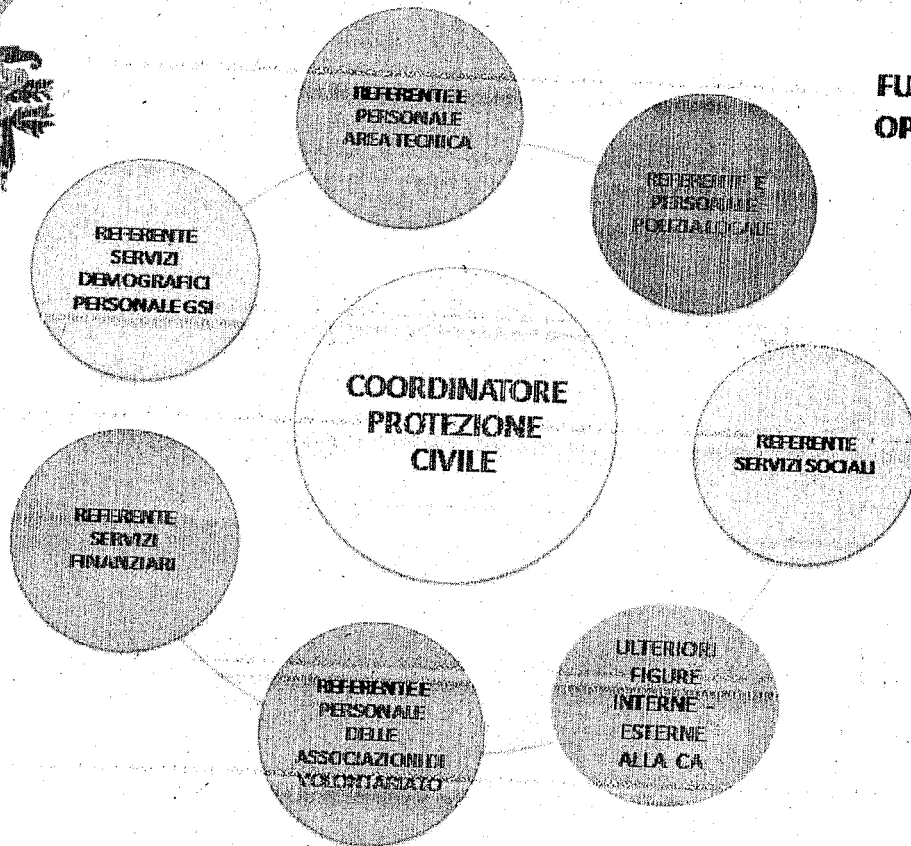 REFERENTE E
PERSONALE
AREA TECNICA
FU
OP
REFERENTE E
PERSONALE
POLIZIA LOCALE
REFERENTE
SERVIZI
DEMOGRAFICI
PERSONALE GSI
COORDINATORE
PROTEZIONE
CIVILE
REFERENTE
SERVIZI SOCIALI
REFERENTE
SERVIZI
FINANZIARI
ULTERIORI
FIGURE
INTERNE -
ESTERNE
ALLA CA
REFERENTE E
PERSONALE
DELLE
ASSOCIAZIONI DI
VOLONTARIATO